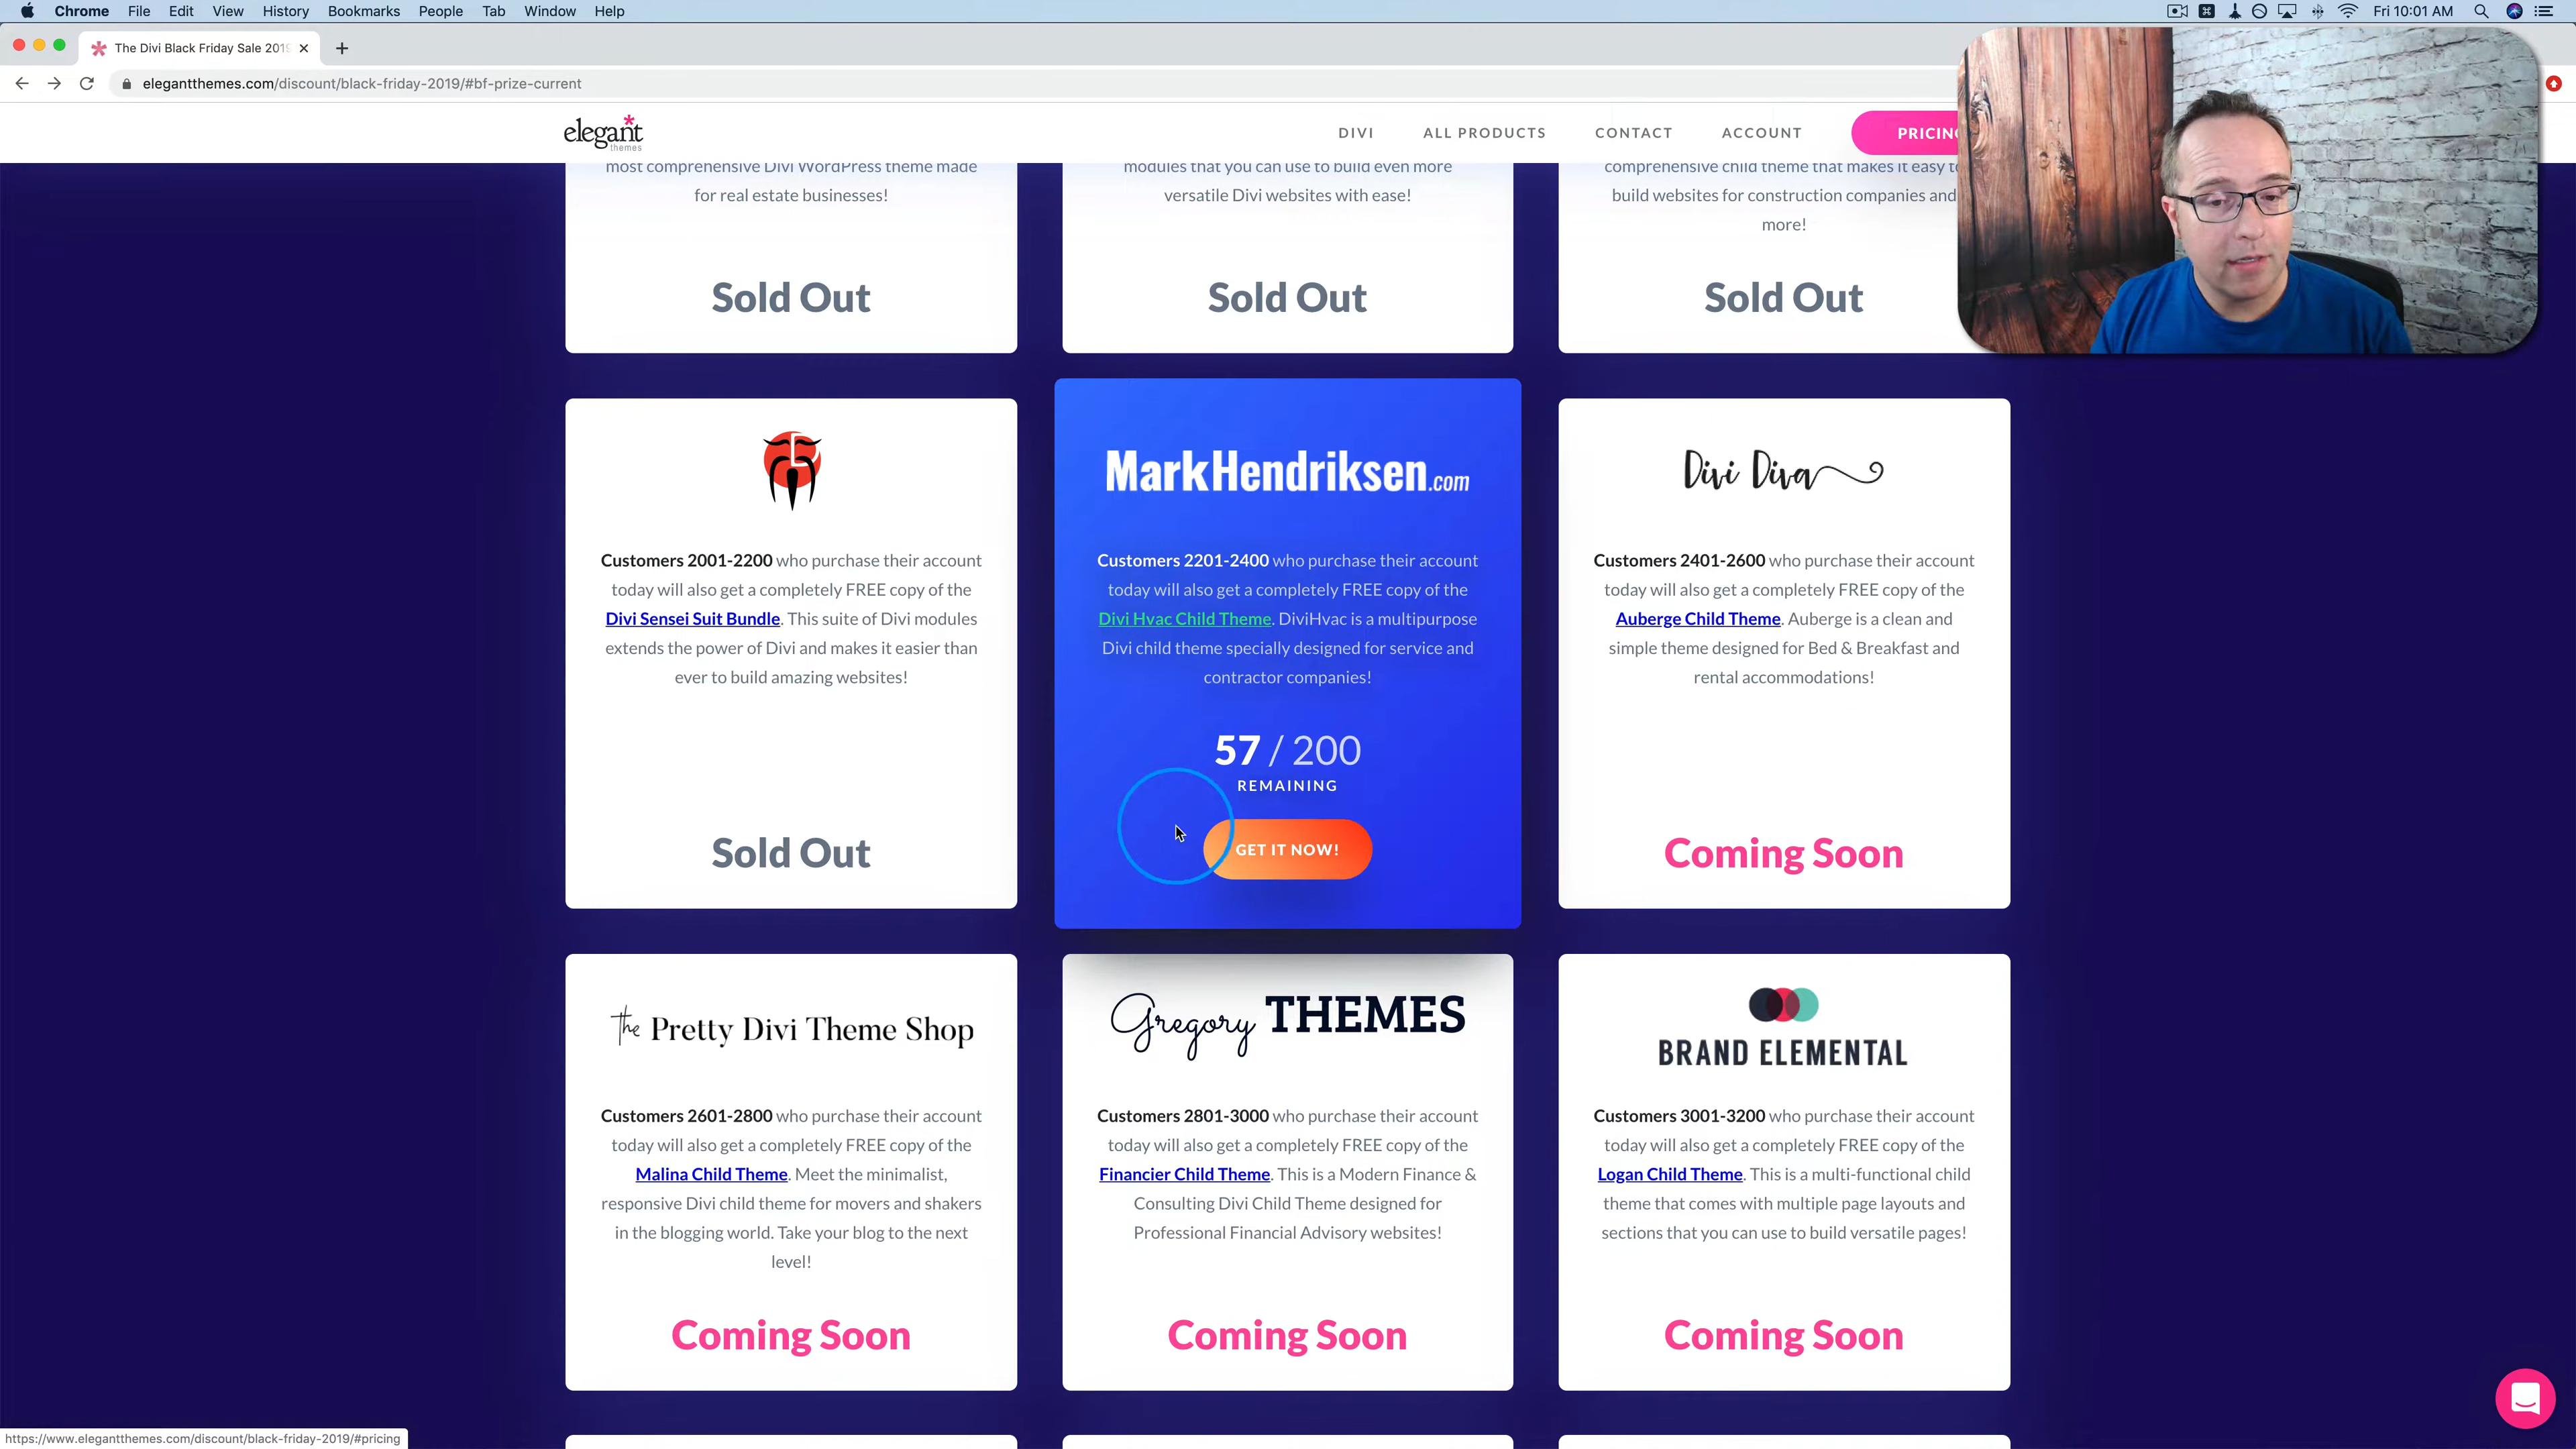 Chrome File Edit View History Bookmarks People Tab Window Help
Fri 10:01 AM
The Divi Black Friday Sale 2019
elegantthemes.com/discount/black-friday-2019/#bf-prize-current
elegant
themes
DIVI
ALL PRODUCTS
CONTACT
ACCOUNT
PRICING
most comprehensive Divi WordPress theme made
for real estate businesses!
Sold Out
modules that you can use to build even more
versatile Divi websites with ease!
Sold Out
comprehensive child theme that makes it easy to
build websites for construction companies and
more!
Sold Out
Customers 2001-2200 who purchase their account
today will also get a completely FREE copy of the
Divi Sensei Suit Bundle. This suite of Divi modules
extends the power of Divi and makes it easier than
ever to build amazing websites!
Sold Out
MarkHendriksen.com
Customers 2201-2400 who purchase their account
today will also get a completely FREE copy of the
Divi Hvac Child Theme. DiviHvac is a multipurpose
Divi child theme specially designed for service and
contractor companies!
57 / 200
REMAINING
GET IT NOW!
Divi Diva
Customers 2401-2600 who purchase their account
today will also get a completely FREE copy of the
Auberge Child Theme. Auberge is a clean and
simple theme designed for Bed & Breakfast and
rental accommodations!
Coming Soon
the Pretty Divi Theme Shop
Customers 2601-2800 who purchase their account
today will also get a completely FREE copy of the
Malina Child Theme. Meet the minimalist,
responsive Divi child theme for movers and shakers
in the blogging world. Take your blog to the next
level!
Coming Soon
Gregory THEMES
Customers 2801-3000 who purchase their account
today will also get a completely FREE copy of the
Financier Child Theme. This is a Modern Finance &
Consulting Divi Child Theme designed for
Professional Financial Advisory websites!
Coming Soon
BRAND ELEMENTAL
Customers 3001-3200 who purchase their account
today will also get a completely FREE copy of the
Logan Child Theme. This is a multi-functional child
theme that comes with multiple page layouts and
sections that you can use to build versatile pages!
Coming Soon
https://www.elegantthemes.com/discount/black-friday-2019/#pricing